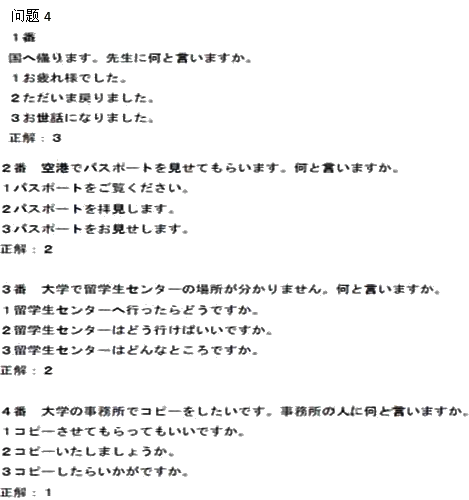 问题 4
1番
国へ帰ります。先生に何と言いますか。
1お疲れ様でした。
2ただいま戻りました。
3お世話になりました。
正解：3
2番　空港でパスポートを見せてもらいます。何と言いますか。
1パスポートをご覧ください。
2パスポートを拝見します。
3パスポートをお見せします。
正解：2
3番　大学で留学生センターの場所が分かりません。何と言いますか。
1留学生センターへ行ったらどうですか。
2留学生センターはどう行けばいいですか。
3留学生センターはどんなところですか。
正解：2
4番　大学の事務所でコピーをしたいです。事務所の人に何と言いますか。
1コピーさせてもらってもいいですか。
2コピーいたしましょうか。
3コピーしたらいかがですか。
正解：1